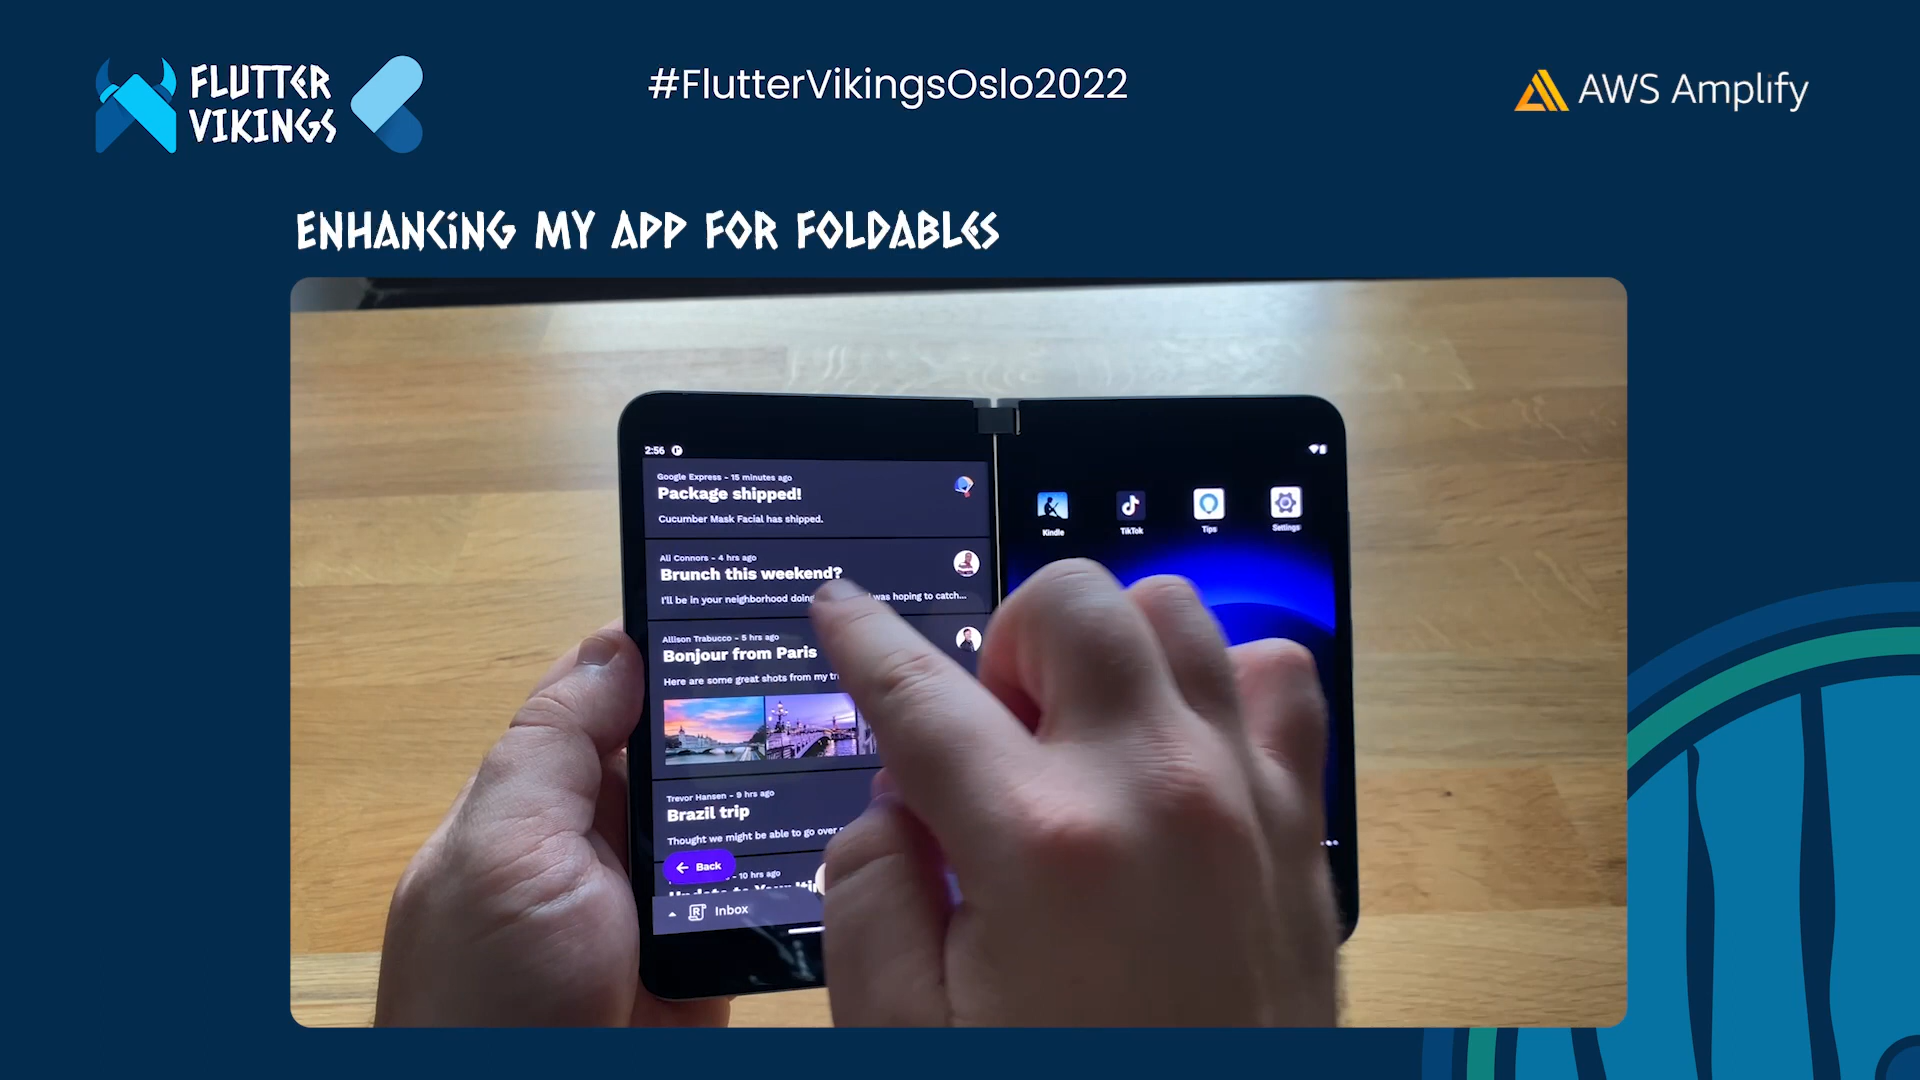 FLUTTER
VIKINGS
#FlutterVikingsOslo2022
AWS Amplify
ENHANCING MY APP FOR FOLDABLES
2:56
Google Express - 15 minutes ago
Package shipped!
Cucumber Mask Facial has shipped.
Ali Connors - 4 hrs ago
Brunch this weekend?
I'll be in your neighborhood doing was hoping to catch...
Allison Trabucco - 5 hrs ago
Bonjour from Paris
Here are some great shots from my
Trevor Hansen - 9 hrs ago
Brazil trip
Thought we might be able to go over
Back
- 10 hrs ago
Inbox
Kindle
TikTok
Tips
Settings